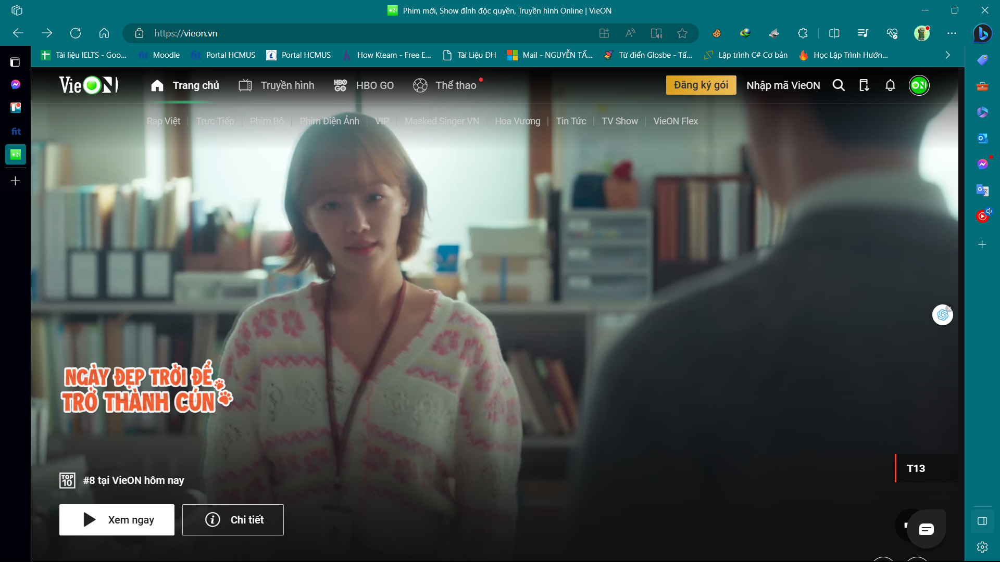 Phim mới, Show đỉnh độc quyền, Truyền hình Online | VieON
https://vieon.vn
Tài liệu IELTS - Goo...
fit Moodle
fit Portal HCMUS
Portal HCMUS
How Kteam - Free E...
Tài Liệu ĐH
Mail - NGUYỄN TẤ...
Từ điển Glosbe - Tấ...
Lập trình C# Cơ bản
Học Lập Trình Hướn...
fit
VieON
Trang chủ
Truyền hình
HBO GO
HBO GO
Thể thao
Đăng ký gói
Nhập mã VieON
ON
Rap Việt
Trực Tiếp
Phim Bộ
Phim Điện Ảnh
VIP
Masked Singer VN
Hoa Vương
Tin Tức
TV Show
VieON Flex
NGÀY ĐẸP TRỜI ĐỂ
TRỞ THÀNH CÚN
T13
TOP 10
#8 tại VieON hôm nay
Xem ngay
Chi tiết